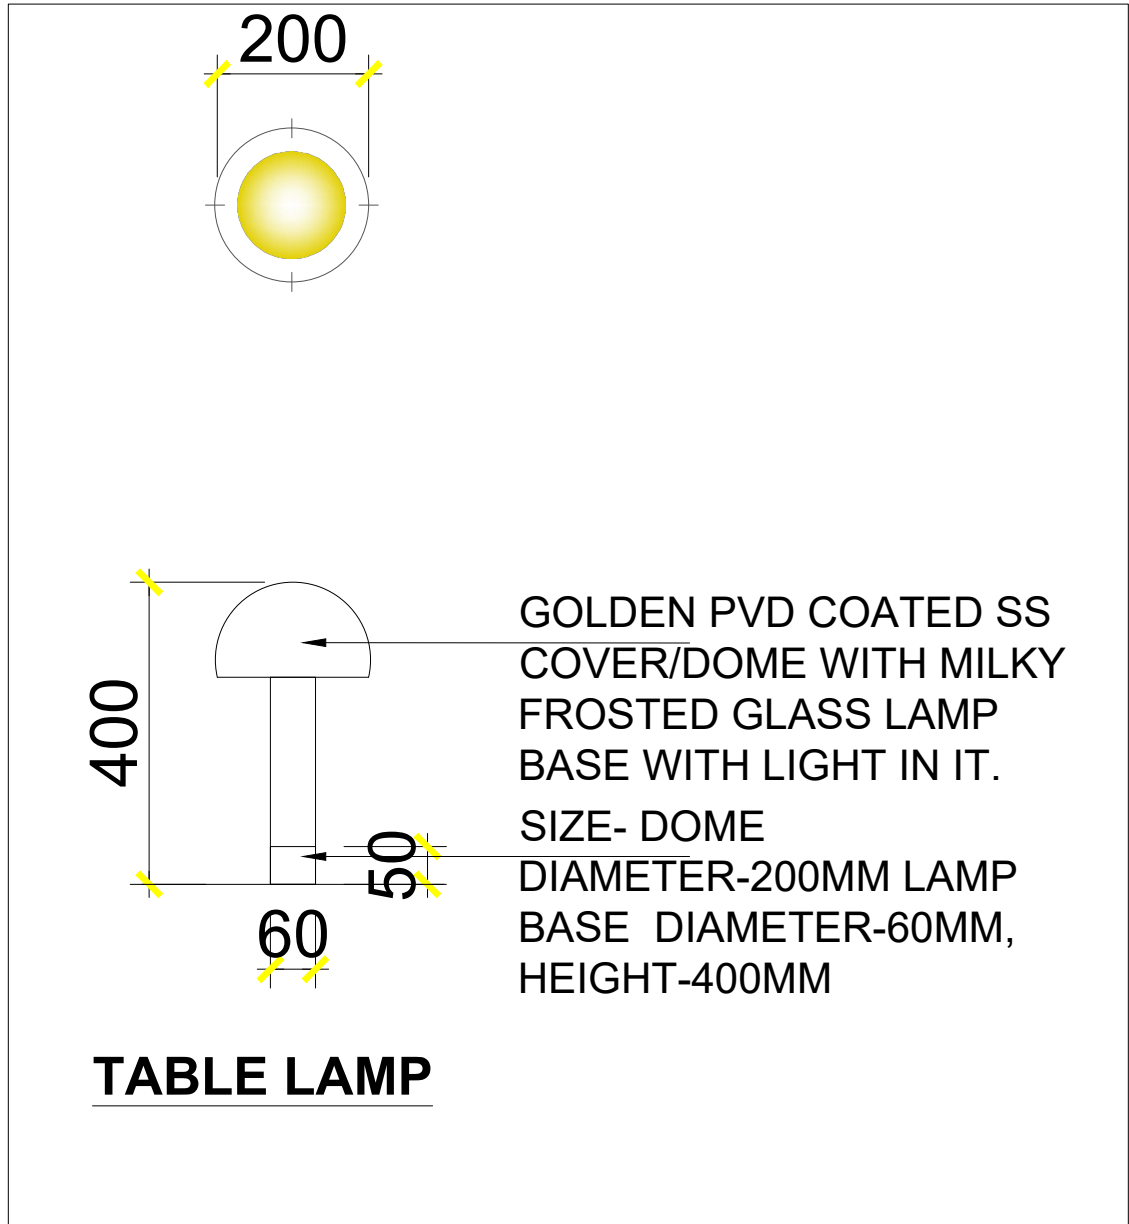 200
400
GOLDEN PVD COATED SS
COVER/DOME WITH MILKY
FROSTED GLASS LAMP
BASE WITH LIGHT IN IT.
SIZE- DOME
DIAMETER-200MM LAMP
BASE DIAMETER-60MM,
HEIGHT-400MM
50
60
TABLE LAMP